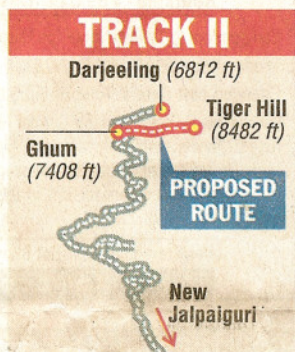 TRACK II
Darjeeling (6812 ft)
Tiger Hill
(8482 ft)
Ghum
(7408 ft)
PROPOSED
ROUTE
New
Jalpaiguri